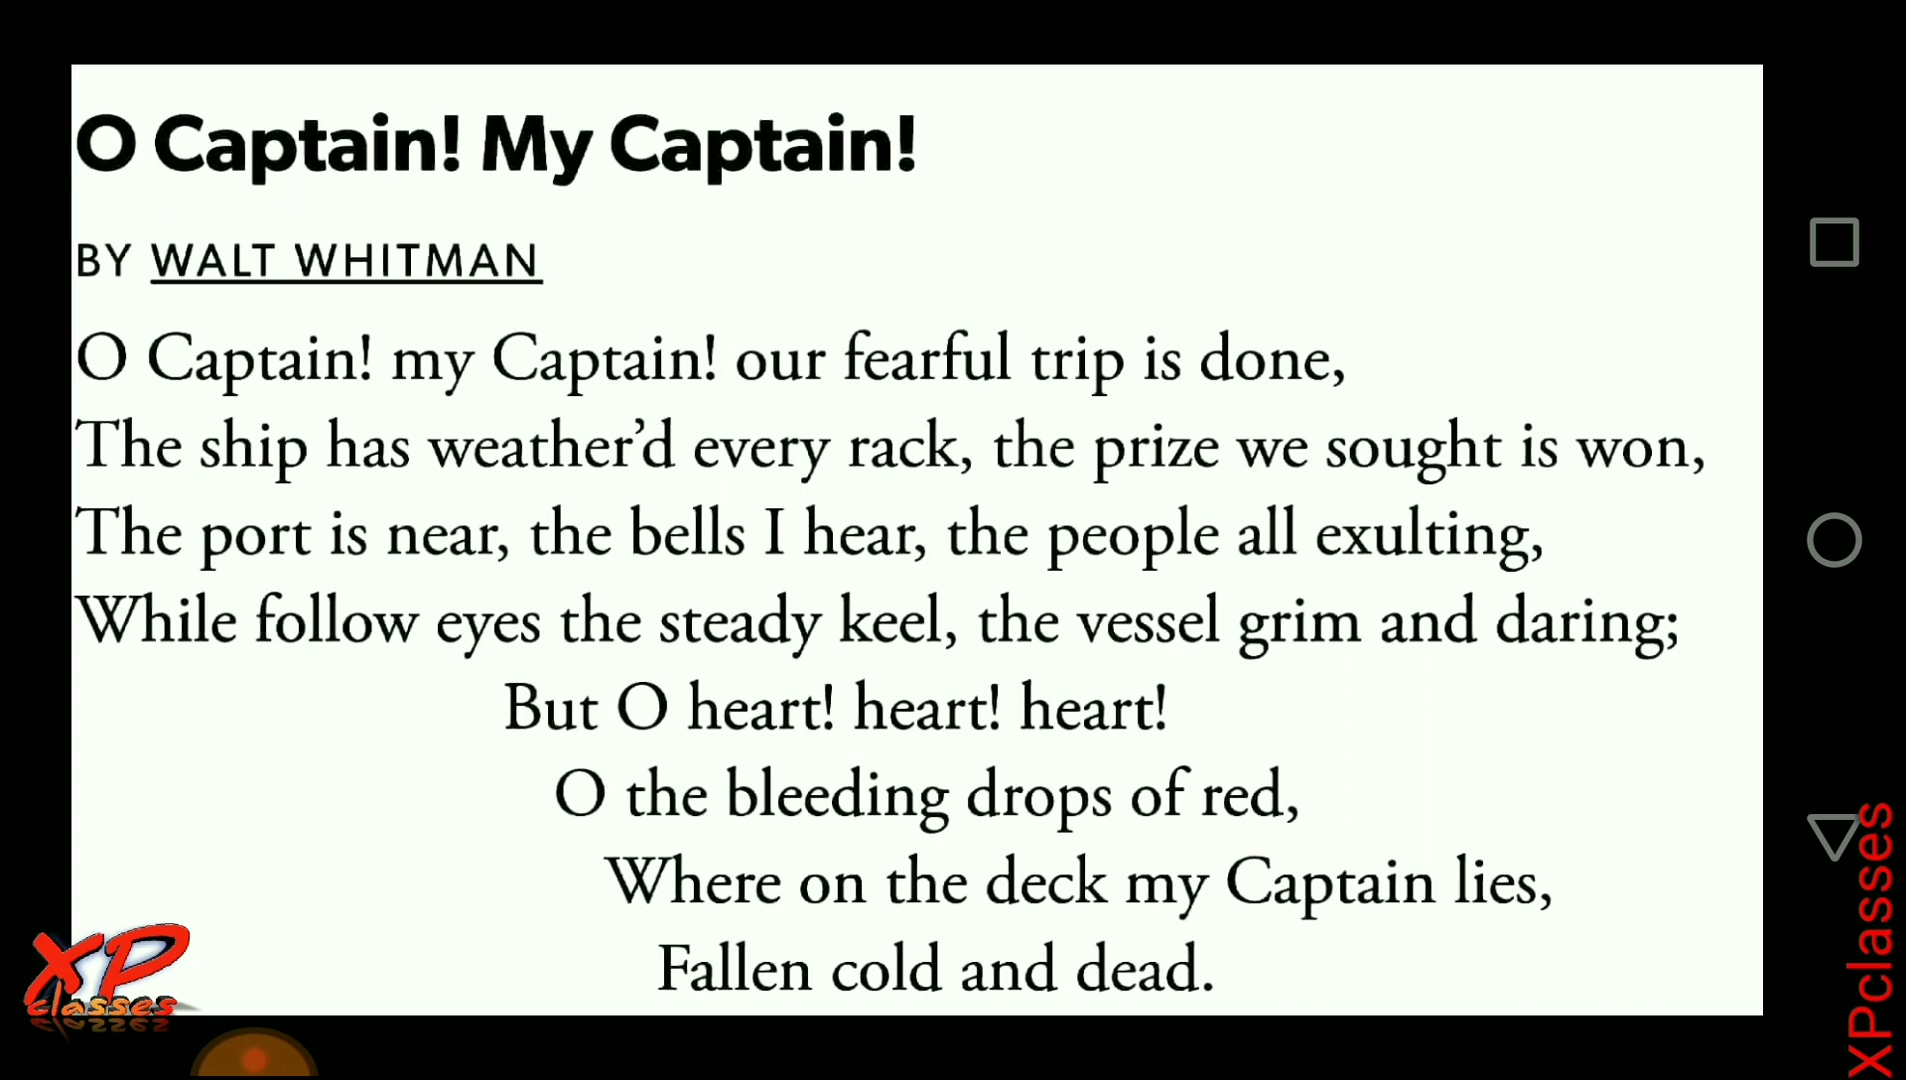 O Captain! My Captain!
BY WALT WHITMAN
O Captain! my Captain! our fearful trip is done,
The ship has weather’d every rack, the prize we sought is won,
The port is near, the bells I hear, the people all exulting,
While follow eyes the steady keel, the vessel grim and daring;
But O heart! heart! heart!
O the bleeding drops of red,
Where on the deck my Captain lies,
Fallen cold and dead.
XP
classes
XPclasses